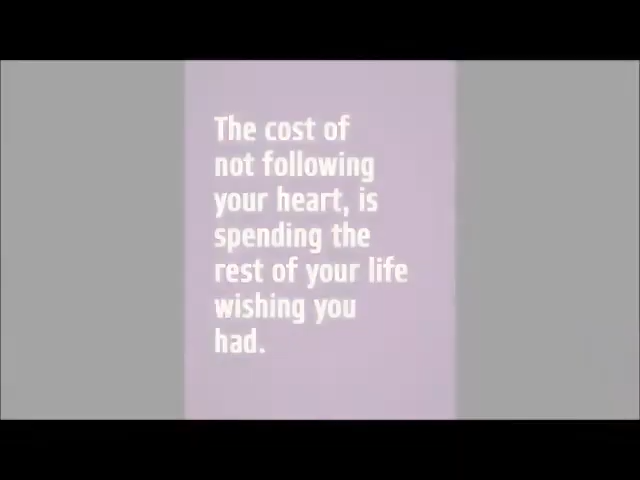 The cost of
not following
your heart, is
spending the
rest of your life
wishing you
had.